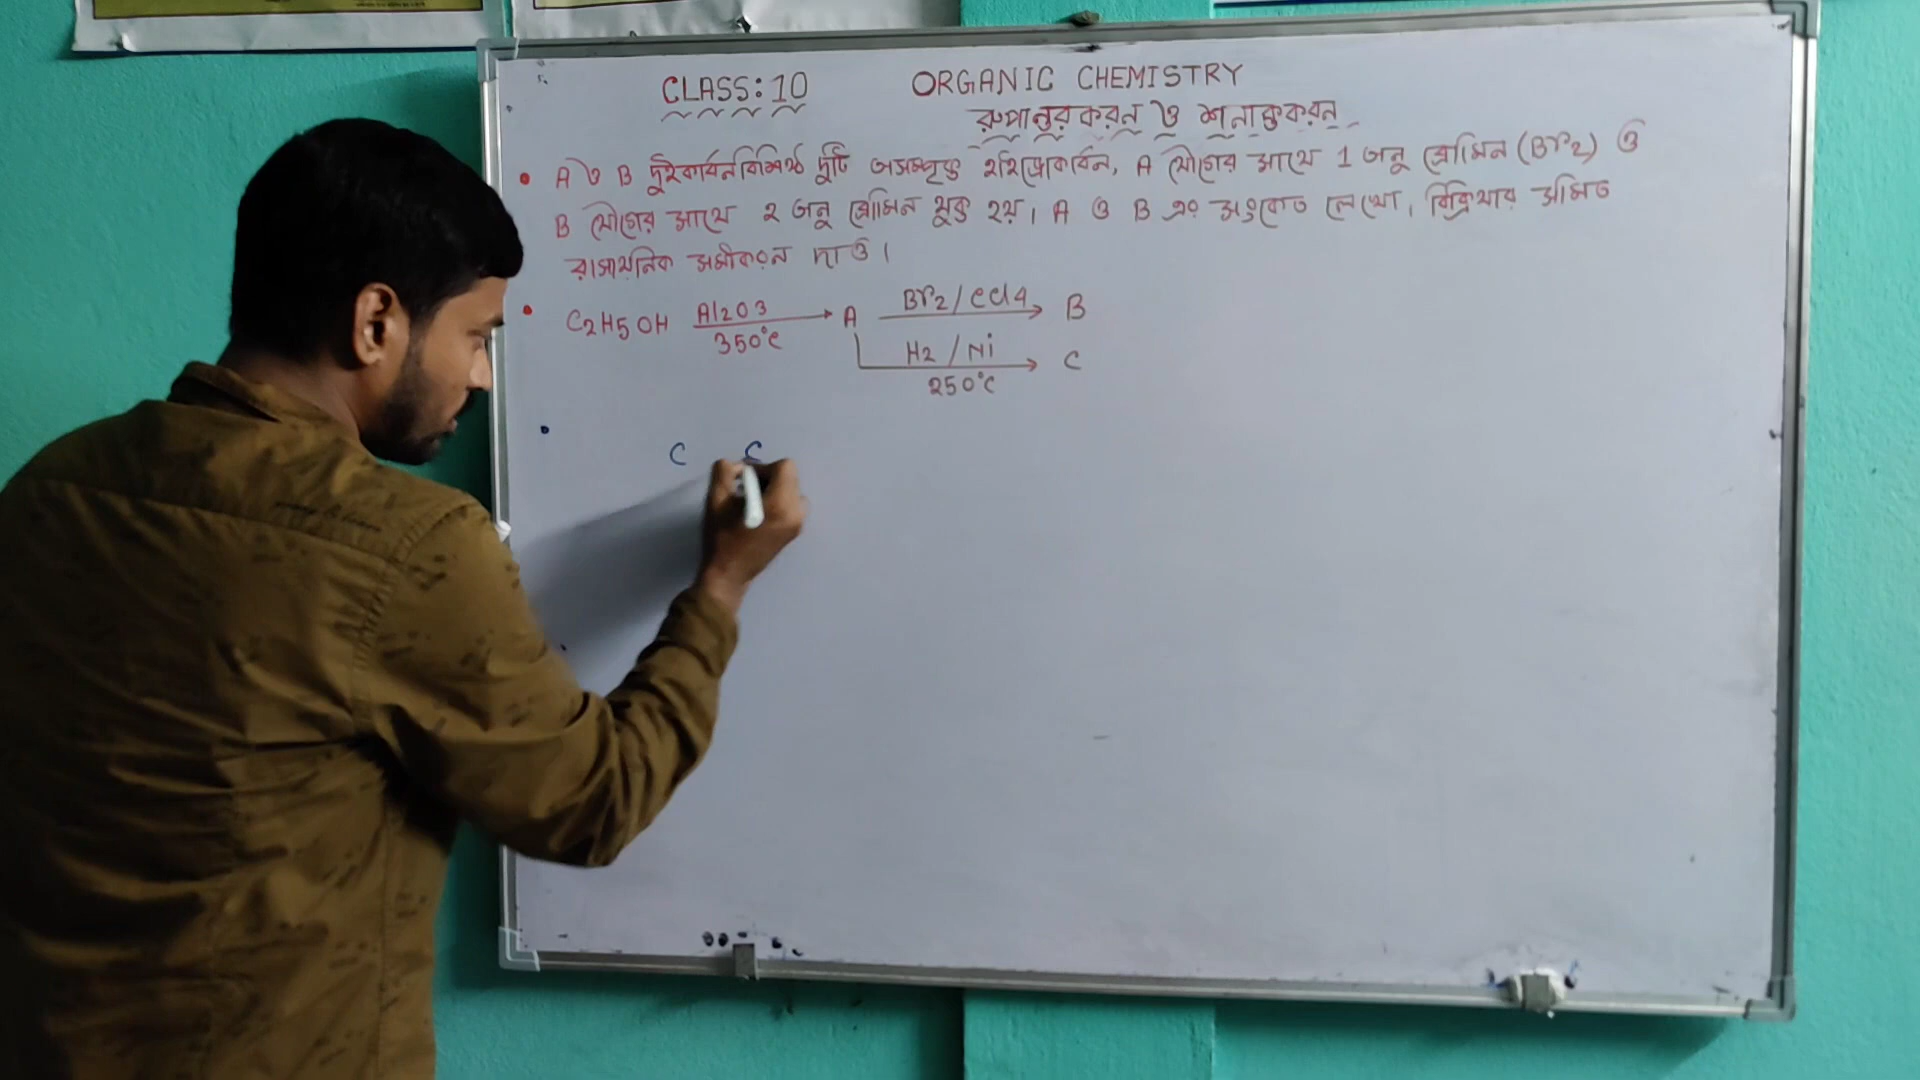 CLASS: 10 ORGANIC CHEMISTRY
রুপান্তরকরন ও শনাক্তকরন
• A ও B দুইকার্বনবিশিষ্ট দুটি অসম্পৃক্ত হাইড্রোকার্বন, A যৌগের সাথে 1 অনু ব্রোমিন (Br2) ও
B যৌগের সাথে ২ অনু ব্রোমিন যুক্ত হয়। A ও B এর সংকেত লেখো, বিক্রিয়ার সমিত
রাসায়নিক সমীকরন দাও।
• C2H5OH Al2O3 350°C → A Br2/CCl4 → B
H2/Ni 250°C → C
C C